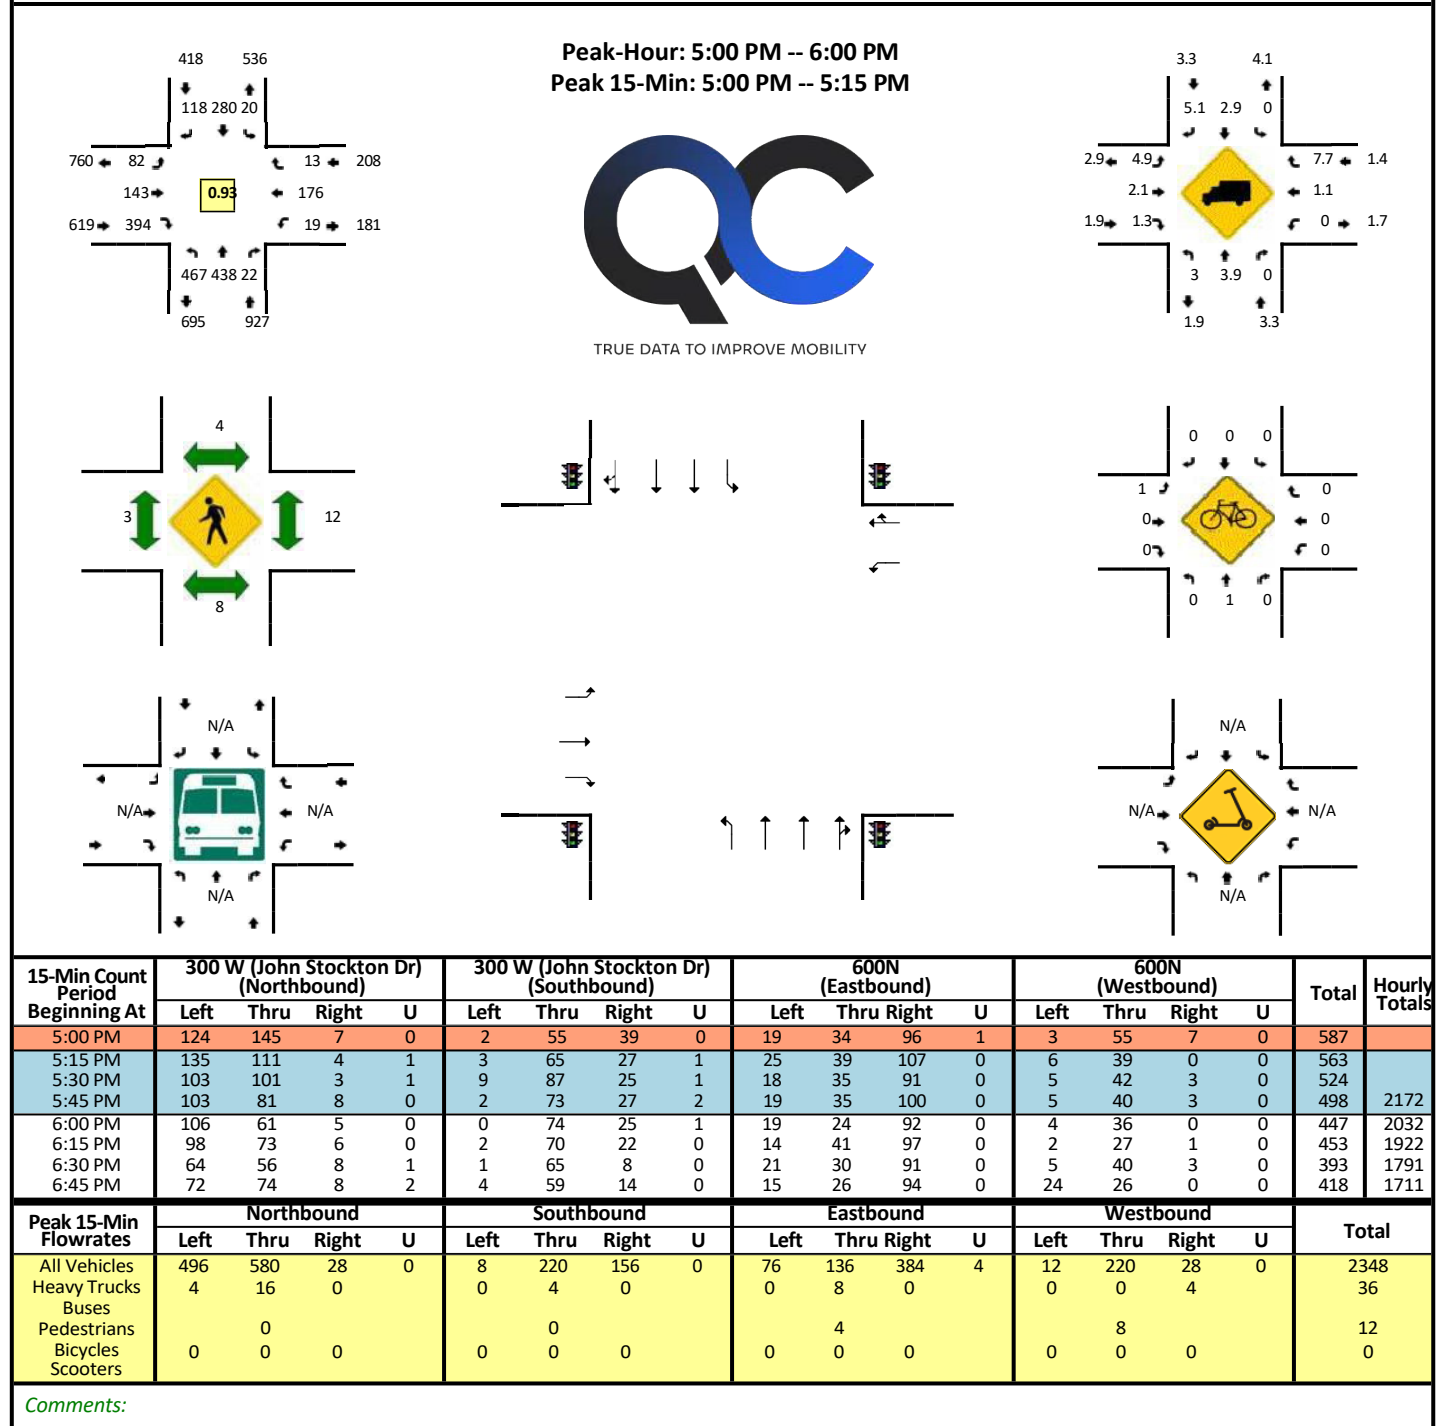 Peak-Hour: 5:00 PM -- 6:00 PM
Peak 15-Min: 5:00 PM -- 5:15 PM
418 536
118 280 20
760 82 13 208
143 0.93 176
619 394 19 181
467 438 22
695 927
TRUE DATA TO IMPROVE MOBILITY
3.3 4.1
5.1 2.9 0
2.9 4.9 7.7 1.4
2.1 1.1
1.9 1.3 0 1.7
3 3.9 0
1.9 3.3
4
3 12
8
0 0 0
1 0
0 0
0 0
0 1 0
N/A
N/A N/A
N/A
N/A
N/A N/A
N/A
15-Min Count Period Beginning At 300 W (John Stockton Dr) (Northbound) 300 W (John Stockton Dr) (Southbound) 600N (Eastbound) 600N (Westbound) Total Hourly Totals
Left Thru Right U Left Thru Right U Left Thru Right U Left Thru Right U
5:00 PM 124 145 7 0 2 55 39 0 19 34 96 1 3 55 7 0 587
5:15 PM 135 111 4 1 3 65 27 1 25 39 107 0 6 39 0 0 563
5:30 PM 103 101 3 1 9 87 25 1 18 35 91 0 5 42 3 0 524
5:45 PM 103 81 8 0 2 73 27 2 19 35 100 0 5 40 3 0 498 2172
6:00 PM 106 61 5 0 0 74 25 1 19 24 92 0 4 36 0 0 447 2032
6:15 PM 98 73 6 0 2 70 22 0 14 41 97 0 2 27 1 0 453 1922
6:30 PM 64 56 8 1 1 65 8 0 21 30 91 0 5 40 3 0 393 1791
6:45 PM 72 74 8 2 4 59 14 0 15 26 94 0 24 26 0 0 418 1711
Peak 15-Min Flowrates Northbound Southbound Eastbound Westbound Total
Left Thru Right U Left Thru Right U Left Thru Right U Left Thru Right U
All Vehicles 496 580 28 0 8 220 156 0 76 136 384 4 12 220 28 0 2348
Heavy Trucks 4 16 0 0 4 0 0 8 0 0 0 4 36
Buses
Pedestrians 0 0 4 8 12
Bicycles 0 0 0 0 0 0 0 0 0 0 0 0 0
Scooters
Comments: